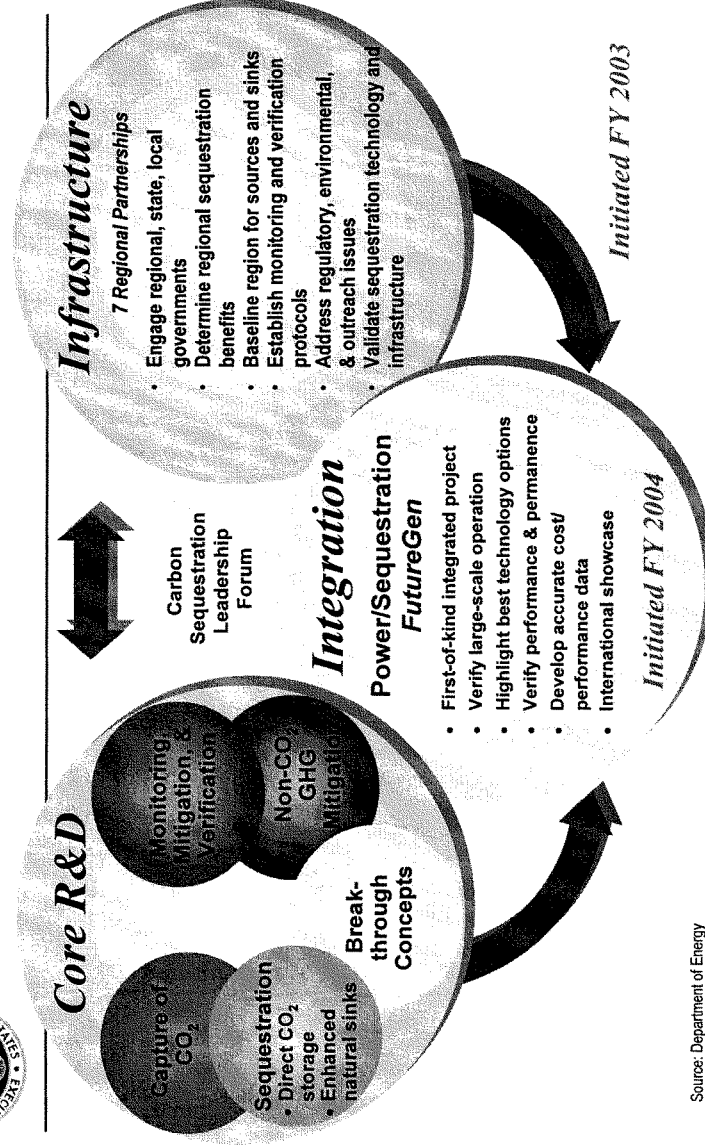 Core R&D
Capture of
CO₂
Sequestration
• Direct CO₂
storage
• Enhanced
natural sinks
Monitoring,
Mitigation, &
Verification
Non-CO₂
GHG
Mitigation
Break-
through
Concepts
Carbon
Sequestration
Leadership
Forum
Infrastructure
7 Regional Partnerships
• Engage regional, state, local
governments
• Determine regional sequestration
benefits
• Baseline region for sources and sinks
• Establish monitoring and verification
protocols
• Address regulatory, environmental,
& outreach issues
• Validate sequestration technology and
infrastructure
Initiated FY 2003
Integration
Power/Sequestration
FutureGen
• First-of-kind integrated project
• Verify large-scale operation
• Highlight best technology options
• Verify performance & permanence
• Develop accurate cost/
performance data
• International showcase
Initiated FY 2004
Source: Department of Energy